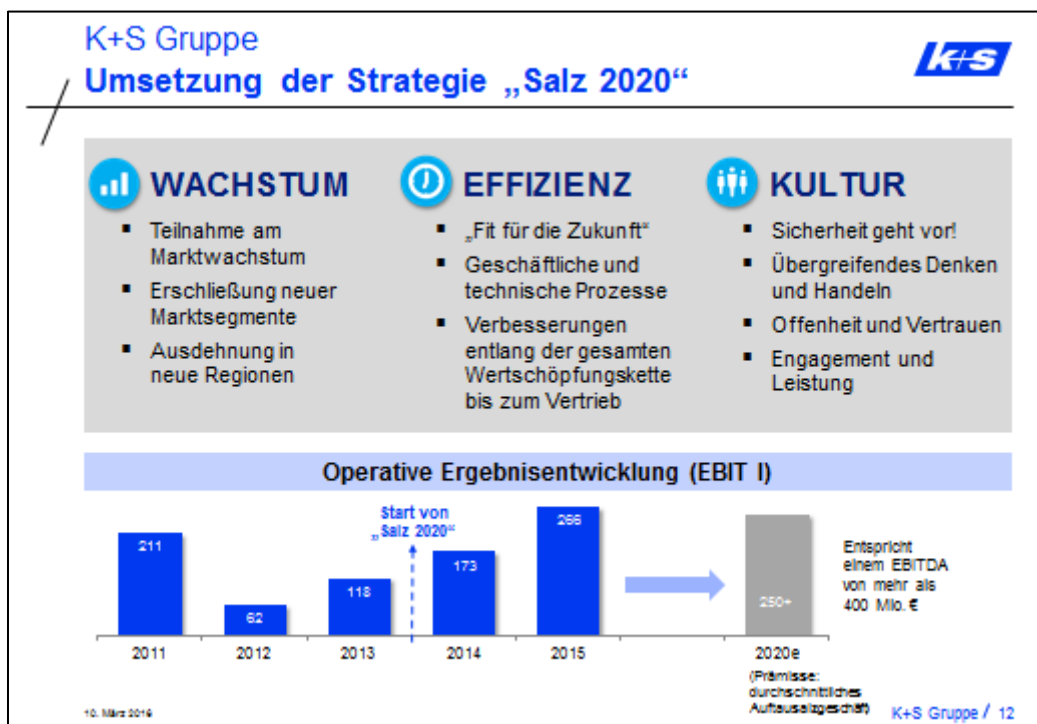 K+S Gruppe
Umsetzung der Strategie „Salz 2020“
k+s
WACHSTUM
▪ Teilnahme am
Marktwachstum
▪ Erschließung neuer
Marktsegmente
▪ Ausdehnung in
neue Regionen
EFFIZIENZ
▪ „Fit für die Zukunft“
▪ Geschäftliche und
technische Prozesse
▪ Verbesserungen
entlang der gesamten
Wertschöpfungskette
bis zum Vertrieb
KULTUR
▪ Sicherheit geht vor!
▪ Übergreifendes Denken
und Handeln
▪ Offenheit und Vertrauen
▪ Engagement und
Leistung
Operative Ergebnisentwicklung (EBIT I)
Start von
„Salz 2020“
211
62
118
173
266
250+
Entspricht
einem EBITDA
von mehr als
400 Mio. €
2011
2012
2013
2014
2015
2020e
(Prämisse:
durchschnittliches
Auftausalzgeschäft)
10. März 2016
K+S Gruppe / 12